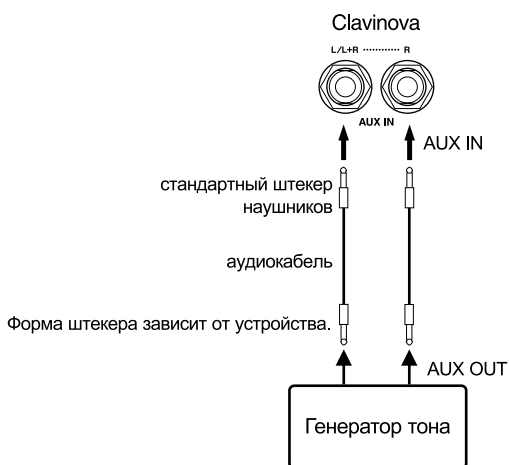 Clavinova
L/L+R ············ R
AUX IN
AUX IN
стандартный штекер
наушников
аудиокабель
Форма штекера зависит от устройства.
AUX OUT
Генератор тона